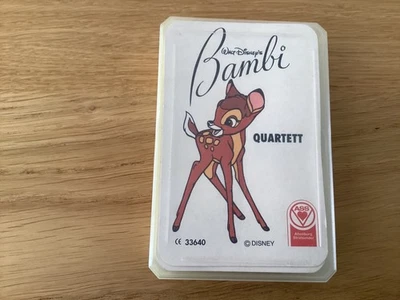 Walt Disney's
Bambi
QUARTETT
ASS
CE 33640
© DISNEY